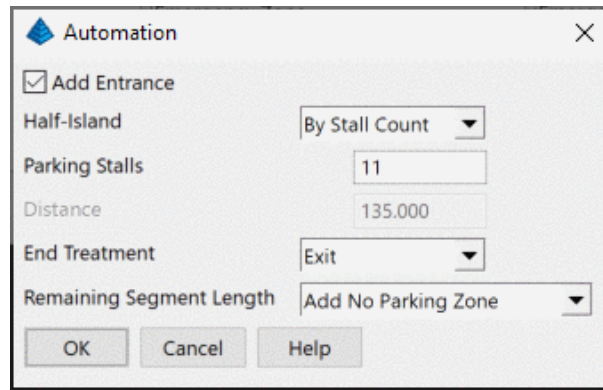 Automation
Add Entrance
Half-Island By Stall Count
Parking Stalls 11
Distance 135.000
End Treatment Exit
Remaining Segment Length Add No Parking Zone
OK Cancel Help